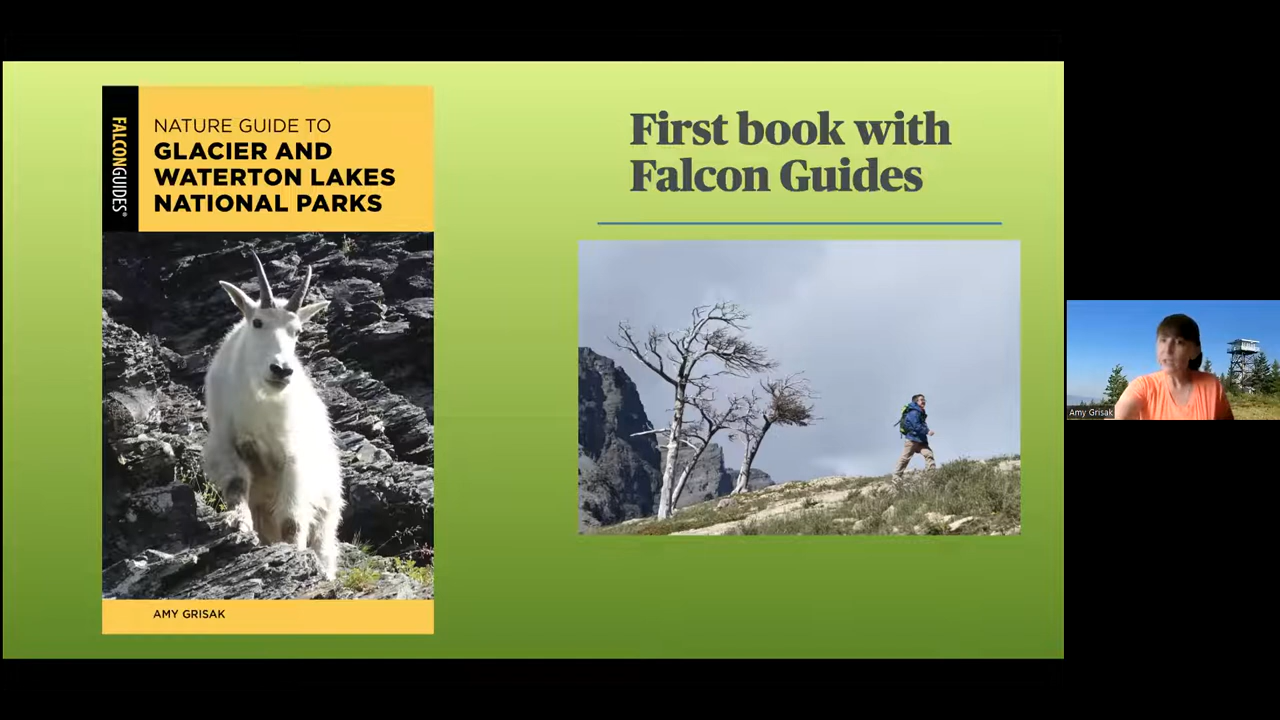 FALCONGUIDES®
NATURE GUIDE TO
GLACIER AND
WATERTON LAKES
NATIONAL PARKS
AMY GRISAK
First book with
Falcon Guides
Amy Grisak